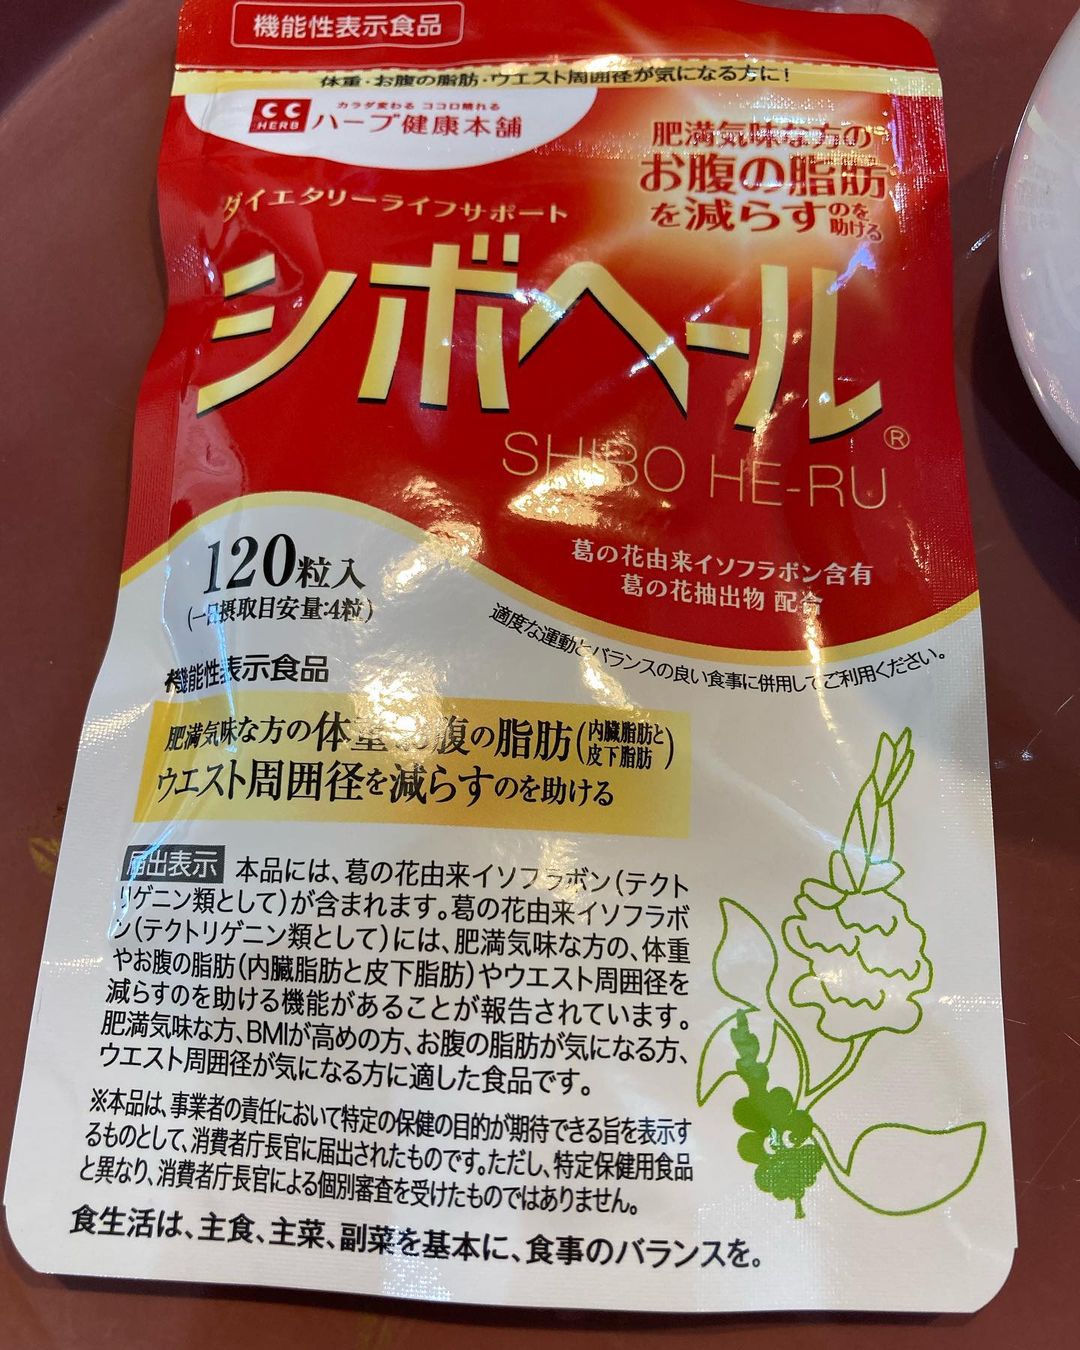 機能性表示食品
体重・お腹の脂肪・ウエスト周囲径が気になる方に!
CC
HERB
カラダ変わる ココロ晴れる
ハーブ健康本舗
肥満気味な方の
お腹の脂肪
を減らすのを助ける
ダイエタリーライフサポート
シボヘール®
SHIBO HE-RU
葛の花由来イソフラボン含有
葛の花抽出物 配合
120粒入
(一日摂取目安量:4粒)
適度な運動とバランスの良い食事に併用してご利用ください。
機能性表示食品
肥満気味な方の体重やお腹の脂肪(内臓脂肪と皮下脂肪)
ウエスト周囲径を減らすのを助ける
届出表示 本品には、葛の花由来イソフラボン(テクト
リゲニン類として)が含まれます。葛の花由来イソフラボ
ン(テクトリゲニン類として)には、肥満気味な方の、体重
やお腹の脂肪(内臓脂肪と皮下脂肪)やウエスト周囲径を
減らすのを助ける機能があることが報告されています。
肥満気味な方、BMIが高めの方、お腹の脂肪が気になる方、
ウエスト周囲径が気になる方に適した食品です。
※本品は、事業者の責任において特定の保健の目的が期待できる旨を表示す
るものとして、消費者庁長官に届出されたものです。ただし、特定保健用食品
と異なり、消費者庁長官による個別審査を受けたものではありません。
食生活は、主食、主菜、副菜を基本に、食事のバランスを。